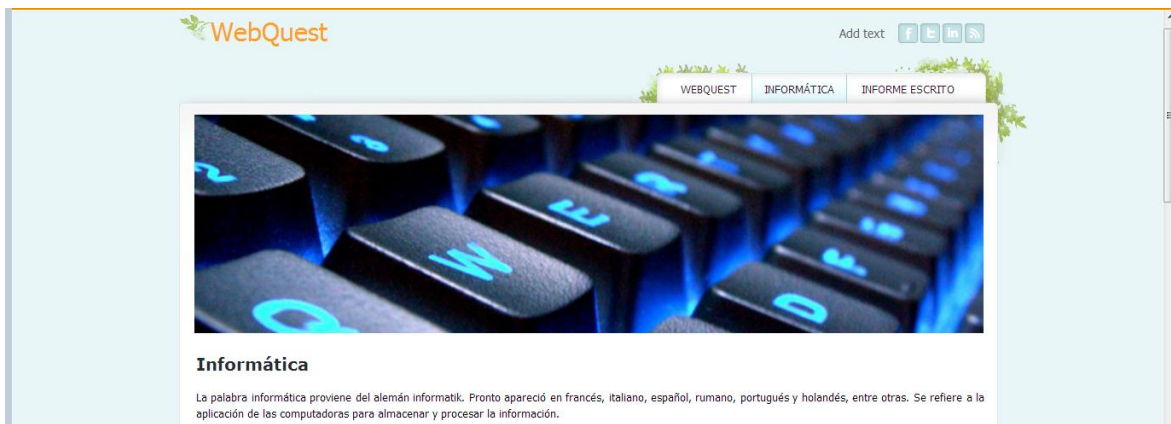 WebQuest
Add text
WEBQUEST INFORMÁTICA INFORME ESCRITO
2 3
W E R
Q D F
Informática
La palabra informática proviene del alemán informatik. Pronto apareció en francés, italiano, español, rumano, portugués y holandés, entre otras. Se refiere a la
aplicación de las computadoras para almacenar y procesar la información.